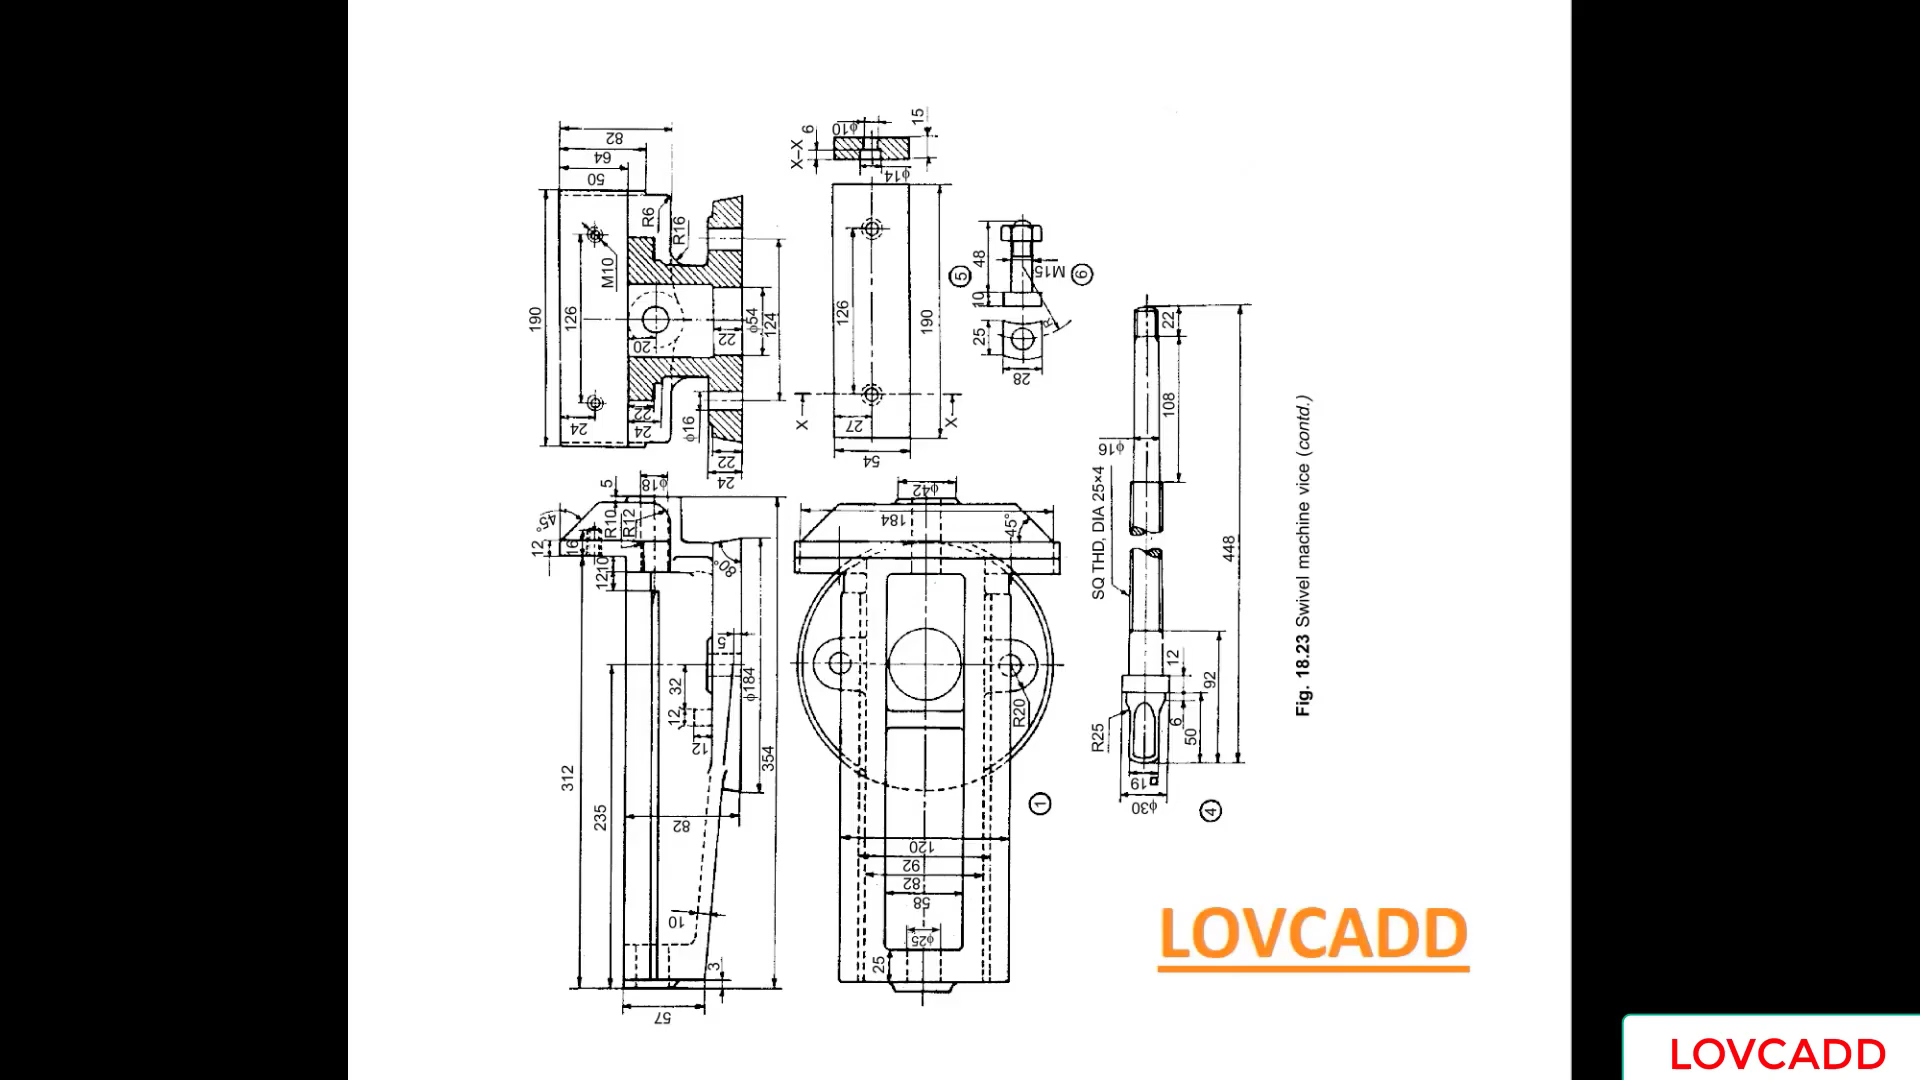 82
64
50
190
126
M10
R6
R16
20
22
ϕ54
124
24
22
24
ϕ16
22
24
X–X
6
ϕ10
15
ϕ14
126
190
X
X
27
54
5
48
10
M15
6
25
R
28
22
108
ϕ16
SQ THD, DIA 25×4
448
12
92
R25
6
50
19
ϕ30
4
5
ϕ18
45°
12
16
R10
R12
10
12
80°
5
32
12
12
ϕ184
354
312
235
82
10
3
57
ϕ42
184
45°
R20
1
120
92
82
58
ϕ25
25
Fig. 18.23 Swivel machine vice (contd.)
LOVCADD
LOVCADD